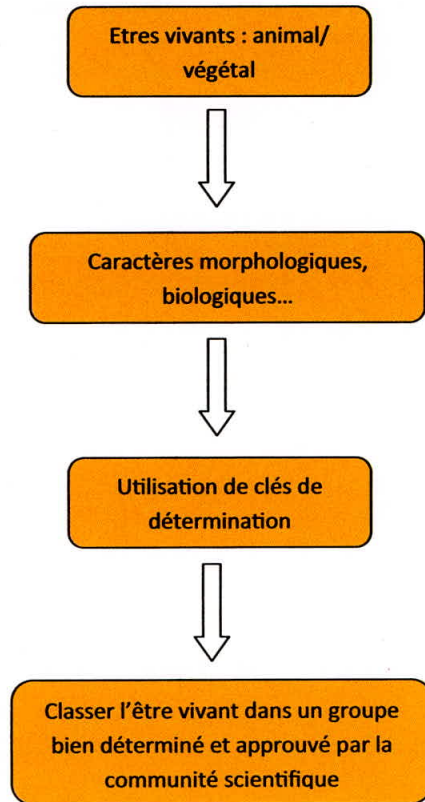 Etres vivants : animal/
végétal
Caractères morphologiques,
biologiques...
Utilisation de clés de
détermination
Classer l'être vivant dans un groupe
bien déterminé et approuvé par la
communité scientifique